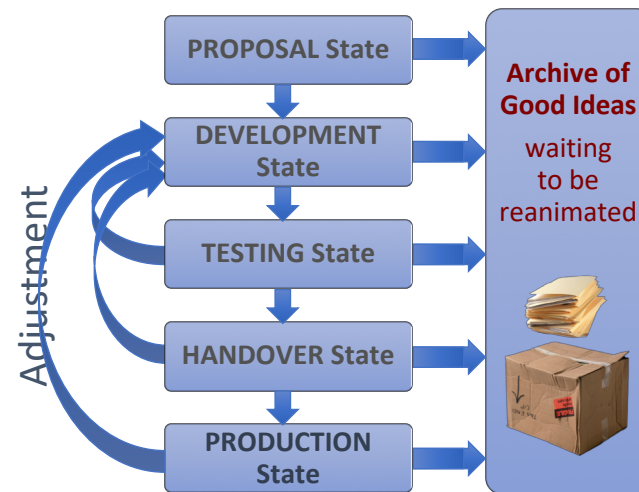 PROPOSAL State
DEVELOPMENT
State
TESTING State
HANDOVER State
PRODUCTION
State
Adjustment
Archive of
Good Ideas
waiting
to be
reanimated